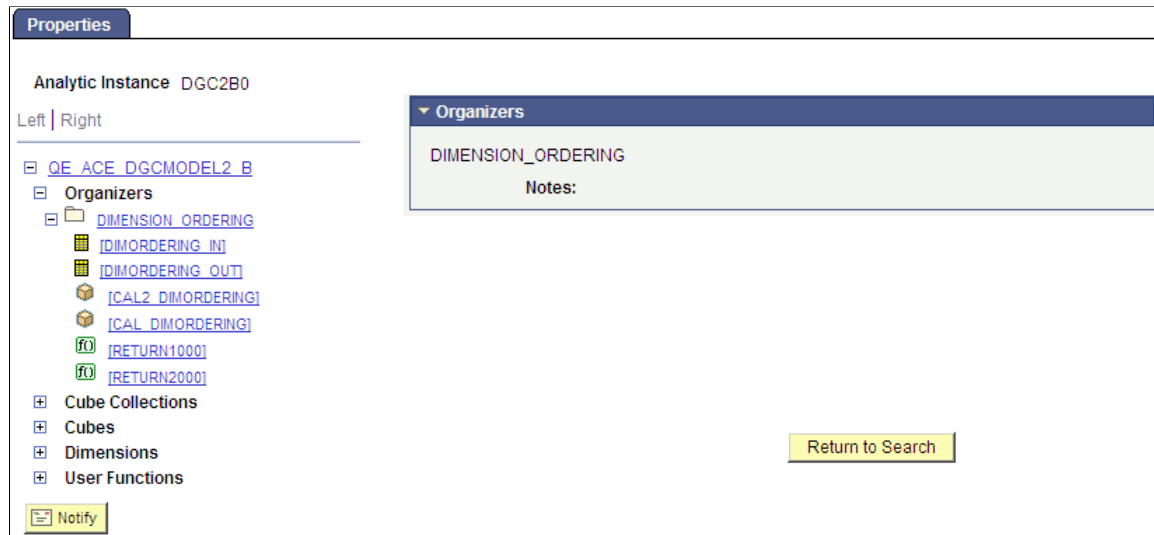 Properties
Analytic Instance DGC2B0
Left | Right
QE_ACE_DGCMODEL2_B
Organizers
DIMENSION_ORDERING
[DIMORDERING_IN]
[DIMORDERING_OUT]
[CAL2_DIMORDERING]
[CAL_DIMORDERING]
f() [RETURN1000]
f() [RETURN2000]
Cube Collections
Cubes
Dimensions
User Functions
Notify
Organizers
DIMENSION_ORDERING
Notes:
Return to Search